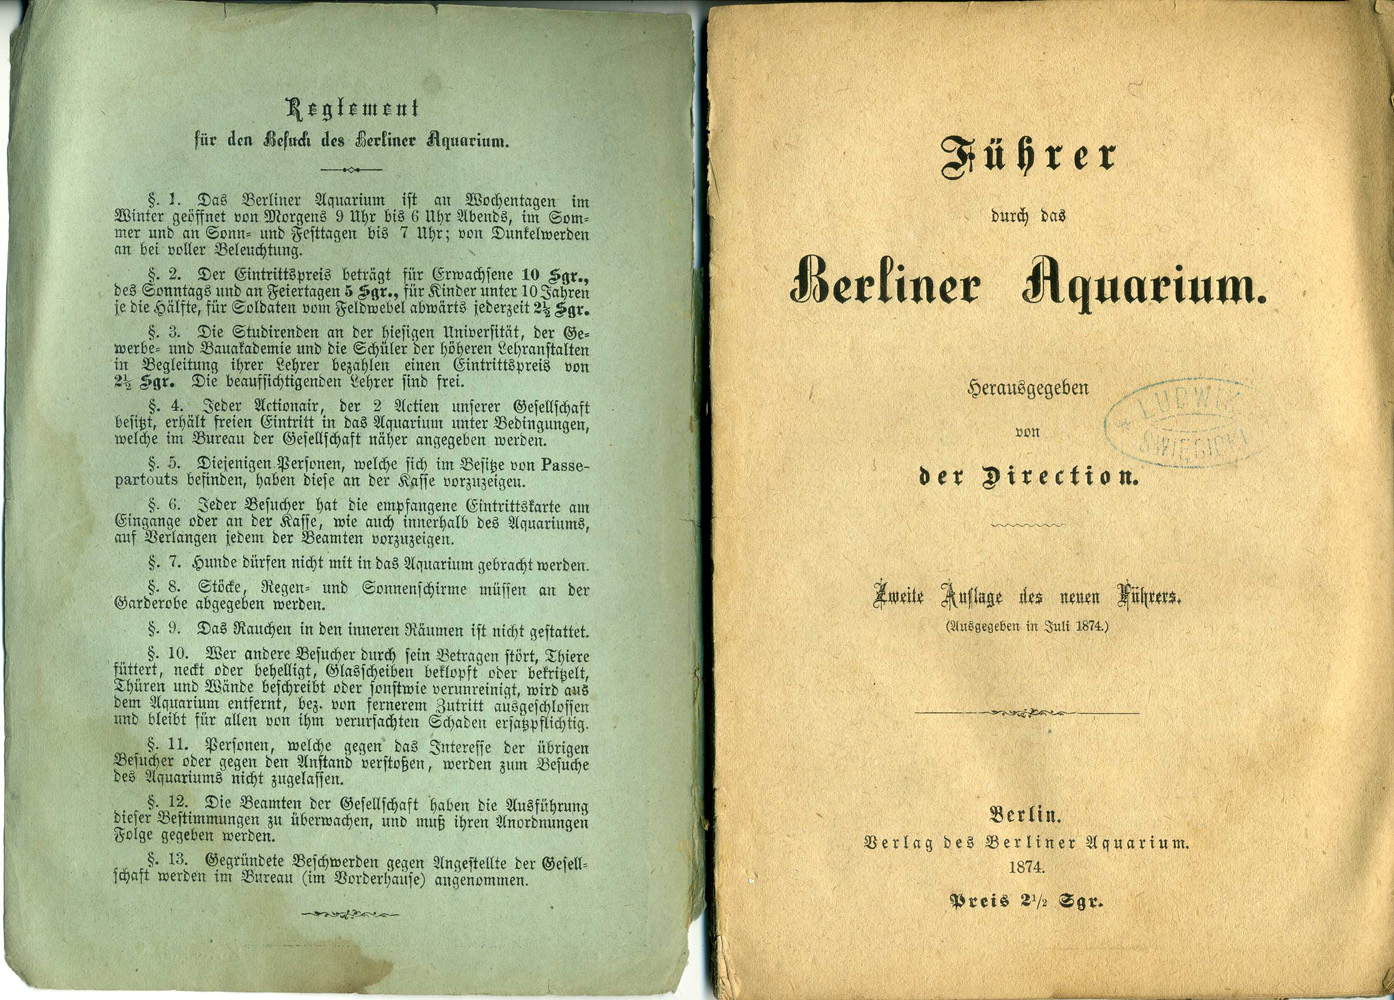 Reglement
für den Besuch des Berliner Aquarium.
§. 1. Das Berliner Aquarium ist an Wochentagen im
Winter geöffnet von Morgens 9 Uhr bis 6 Uhr Abends, im Som-
mer und an Sonn- und Festtagen bis 7 Uhr; von Dunkelwerden
an bei voller Beleuchtung.
§. 2. Der Eintrittspreis beträgt für Erwachsene 10 Sgr.,
des Sonntags und an Feiertagen 5 Sgr., für Kinder unter 10 Jahren
je die Hälfte, für Soldaten vom Feldwebel abwärts jederzeit 2½ Sgr.
§. 3. Die Studirenden an der hiesigen Universität, der Ge-
werbe- und Bauakademie und die Schüler der höheren Lehranstalten
in Begleitung ihrer Lehrer bezahlen einen Eintrittspreis von
2½ Sgr. Die beaufsichtigenden Lehrer sind frei.
§. 4. Jeder Actionair, der 2 Actien unserer Gesellschaft
besitzt, erhält freien Eintritt in das Aquarium unter Bedingungen,
welche im Bureau der Gesellschaft näher angegeben werden.
§. 5. Diejenigen Personen, welche sich im Besitze von Passe-
partouts befinden, haben diese an der Kasse vorzuzeigen.
§. 6. Jeder Besucher hat die empfangene Eintrittskarte am
Eingange oder an der Kasse, wie auch innerhalb des Aquariums,
auf Verlangen jedem der Beamten vorzuzeigen.
§. 7. Hunde dürfen nicht mit in das Aquarium gebracht werden.
§. 8. Stöcke, Regen- und Sonnenschirme müssen an der
Garderobe abgegeben werden.
§. 9. Das Rauchen in den inneren Räumen ist nicht gestattet.
§. 10. Wer andere Besucher durch sein Betragen stört, Thiere
füttert, neckt oder behelligt, Glasscheiben beklopft oder bekritzelt,
Thüren und Wände beschreibt oder sonstwie verunreinigt, wird aus
dem Aquarium entfernt, bez. von fernerem Zutritt ausgeschlossen
und bleibt für allen von ihm verursachten Schaden ersatzpflichtig.
§. 11. Personen, welche gegen das Interesse der übrigen
Besucher oder gegen den Anstand verstoßen, werden zum Besuche
des Aquariums nicht zugelassen.
§. 12. Die Beamten der Gesellschaft haben die Ausführung
dieser Bestimmungen zu überwachen, und muß ihren Anordnungen
Folge gegeben werden.
§. 13. Gegründete Beschwerden gegen Angestellte der Gesell-
schaft werden im Bureau (im Vorderhause) angenommen.
Führer
durch das
Berliner Aquarium.
Herausgegeben
von
der Direction.
LUDWIG
Zweite Auflage des neuen Führers.
(Ausgegeben in Juli 1874.)
Berlin.
Verlag des Berliner Aquarium.
1874.
Preis 2 1/2 Sgr.